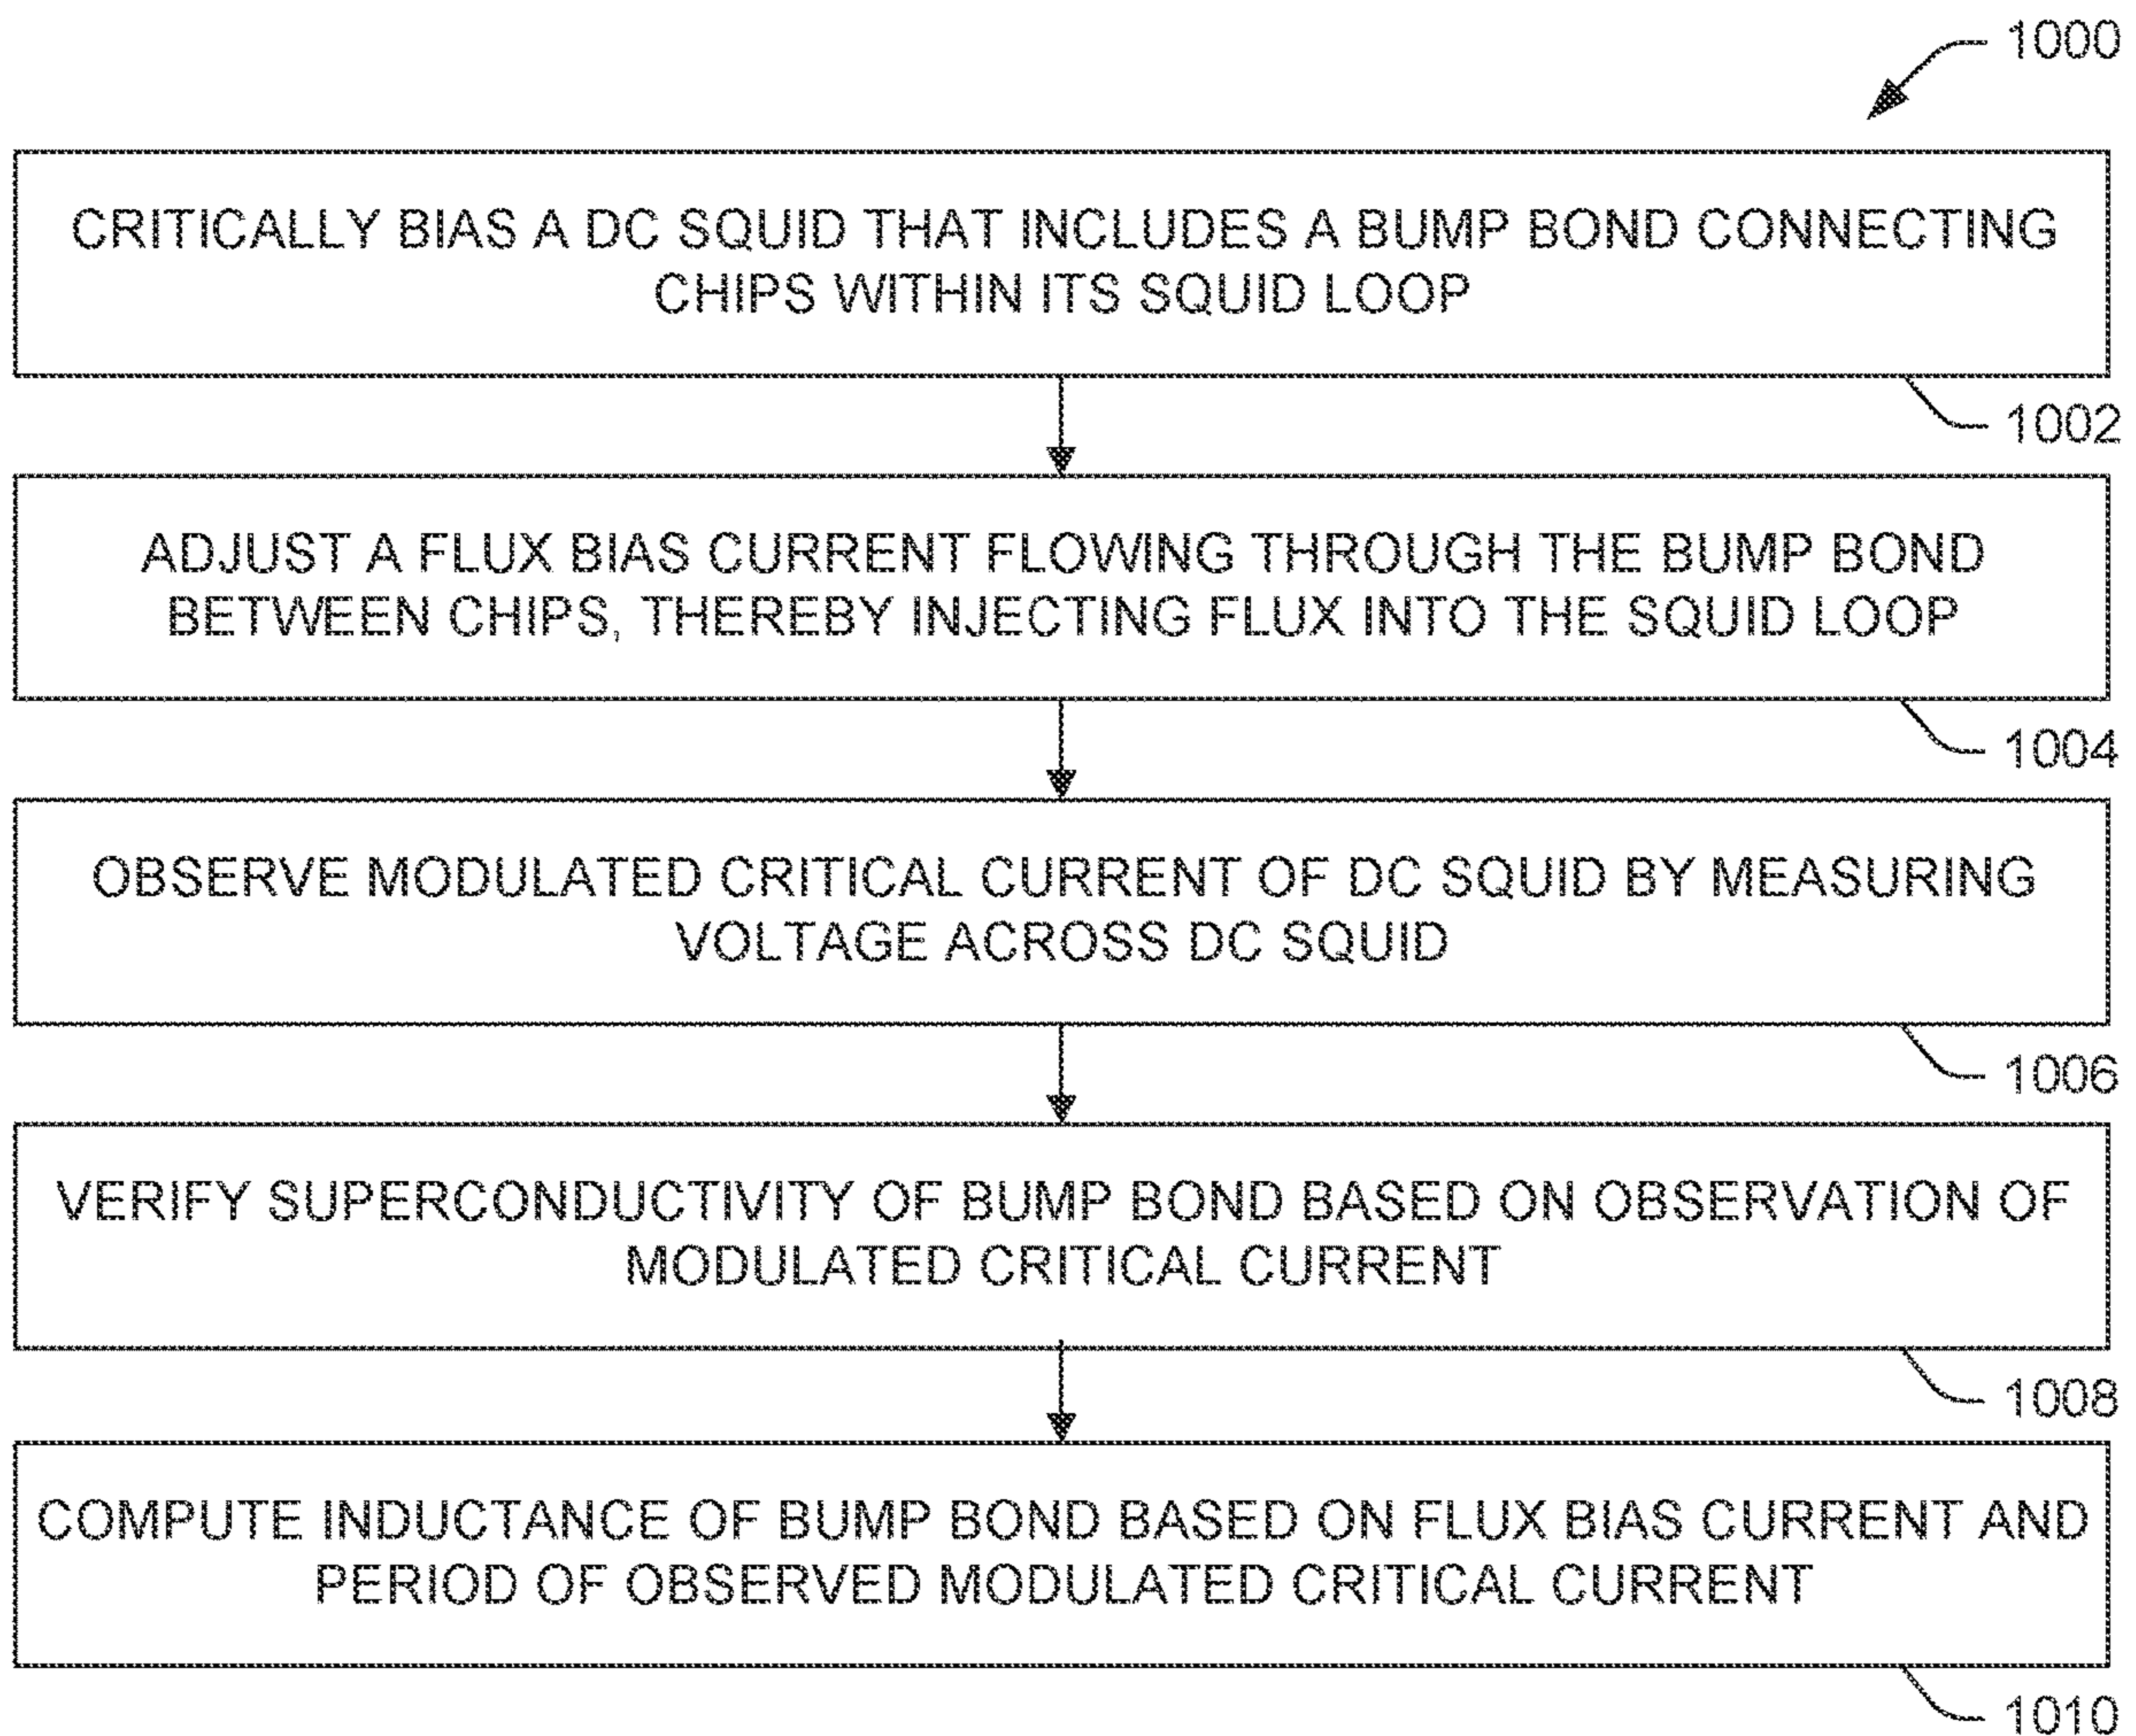 1000
CRITICALLY BIAS A DC SQUID THAT INCLUDES A BUMP BOND CONNECTING
CHIPS WITHIN ITS SQUID LOOP
1002
ADJUST A FLUX BIAS CURRENT FLOWING THROUGH THE BUMP BOND
BETWEEN CHIPS, THEREBY INJECTING FLUX INTO THE SQUID LOOP
1004
OBSERVE MODULATED CRITICAL CURRENT OF DC SQUID BY MEASURING
VOLTAGE ACROSS DC SQUID
1006
VERIFY SUPERCONDUCTIVITY OF BUMP BOND BASED ON OBSERVATION OF
MODULATED CRITICAL CURRENT
1008
COMPUTE INDUCTANCE OF BUMP BOND BASED ON FLUX BIAS CURRENT AND
PERIOD OF OBSERVED MODULATED CRITICAL CURRENT
1010